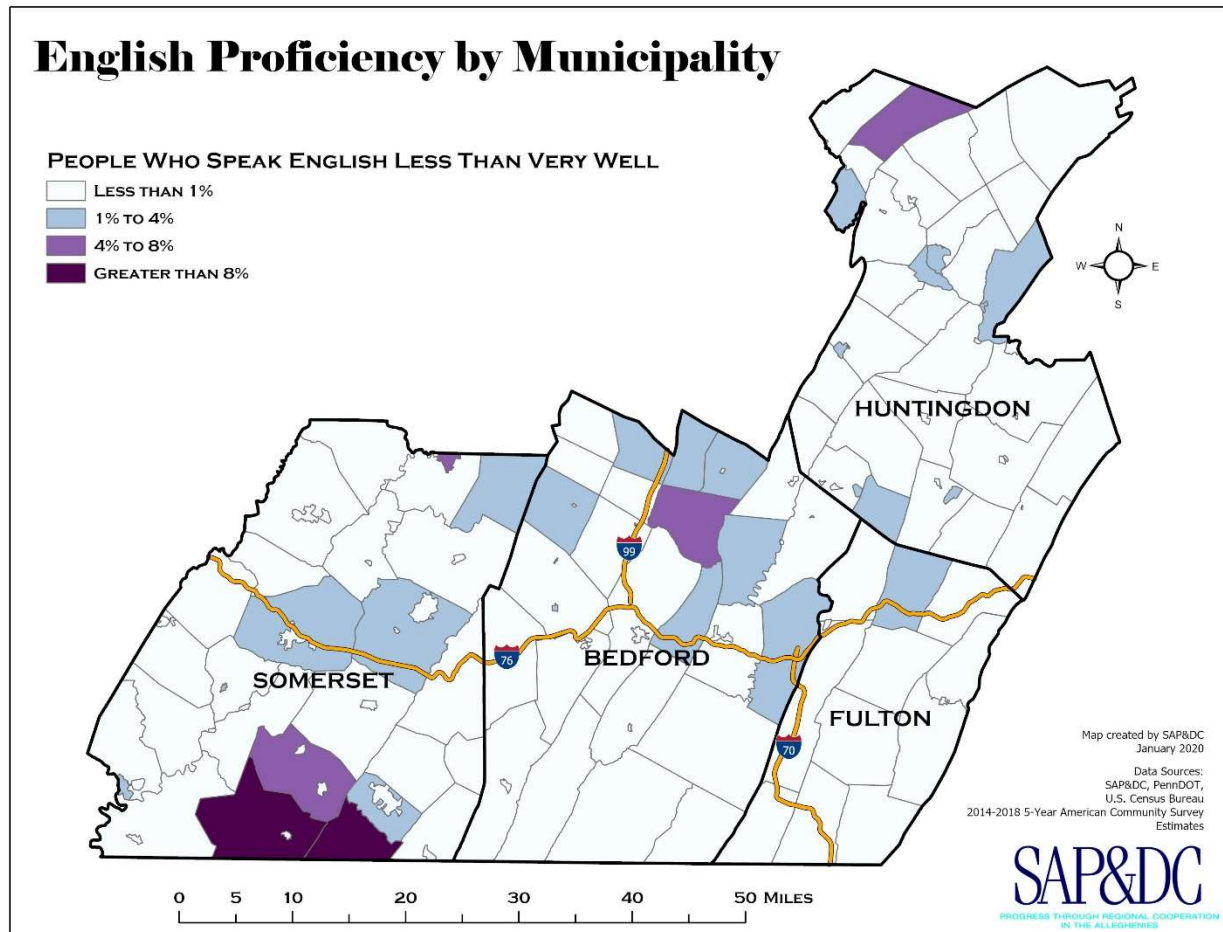 English Proficiency by Municipality
PEOPLE WHO SPEAK ENGLISH LESS THAN VERY WELL
LESS THAN 1%
1% TO 4%
4% TO 8%
GREATER THAN 8%
N
W E
S
HUNTINGDON
99
76
BEDFORD
SOMERSET
FULTON
70
Map created by SAP&DC
January 2020
Data Sources:
SAP&DC, PennDOT,
U.S. Census Bureau
2014-2018 5-Year American Community Survey
Estimates
SAP&DC
PROGRESS THROUGH REGIONAL COOPERATION
IN THE ALLEGHENIES
0 5 10 20 30 40 50 MILES